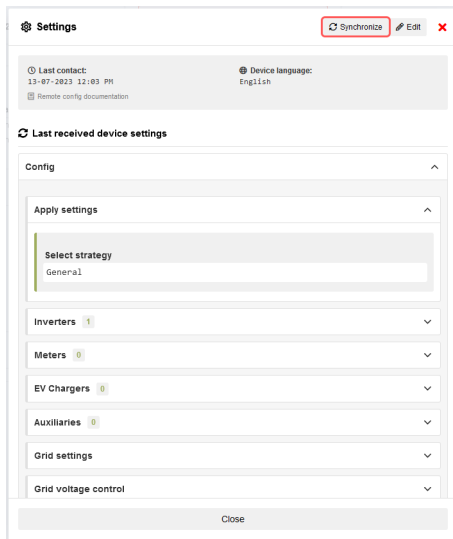 Settings
Synchronize
Edit
Last contact:
13-07-2023 12:03 PM
Remote config documentation
Device language:
English
Last received device settings
Config
Apply settings
Select strategy
General
Inverters 1
Meters 0
EV Chargers 0
Auxiliaries 0
Grid settings
Grid voltage control
Close